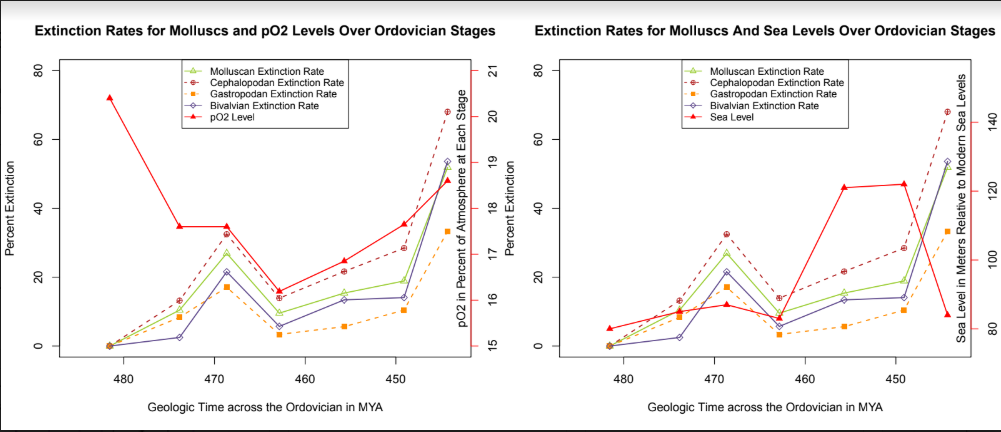 Extinction Rates for Molluscs and pO2 Levels Over Ordovician Stages
Molluscan Extinction Rate
Cephalopodan Extinction Rate
Gastropodan Extinction Rate
Bivalvian Extinction Rate
pO2 Level
Percent Extinction
80
60
40
20
0
21
20
19
18
17
16
15
pO2 in Percent of Atmosphere at Each Stage
480
470
460
450
Geologic Time across the Ordovician in MYA
Extinction Rates for Molluscs And Sea Levels Over Ordovician Stages
Molluscan Extinction Rate
Cephalopodan Extinction Rate
Gastropodan Extinction Rate
Bivalvian Extinction Rate
Sea Level
Percent Extinction
80
60
40
20
0
140
120
100
80
Sea Level in Meters Relative to Modern Sea Levels
480
470
460
450
Geologic Time across the Ordovician in MYA